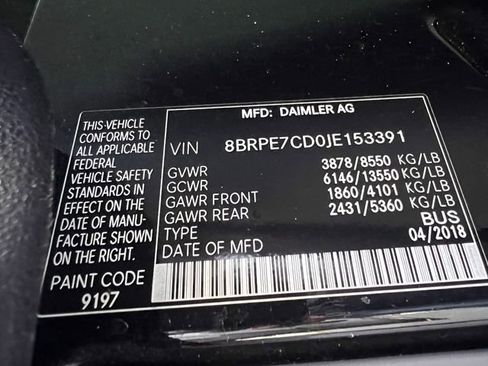 MFD: DAIMLER AG
THIS VEHICLE
CONFORMS TO
ALL APPLICABLE
FEDERAL
VEHICLE SAFETY
STANDARDS IN
EFFECT ON THE
DATE OF MANU-
FACTURE SHOWN
ON THE RIGHT.
PAINT CODE
9197
VIN 8BRPE7CD0JE153391
GVWR 3878/8550 KG/LB
GCWR 6146/13550 KG/LB
GAWR FRONT 1860/4101 KG/LB
GAWR REAR 2431/5360 KG/LB
TYPE BUS
DATE OF MFD 04/2018